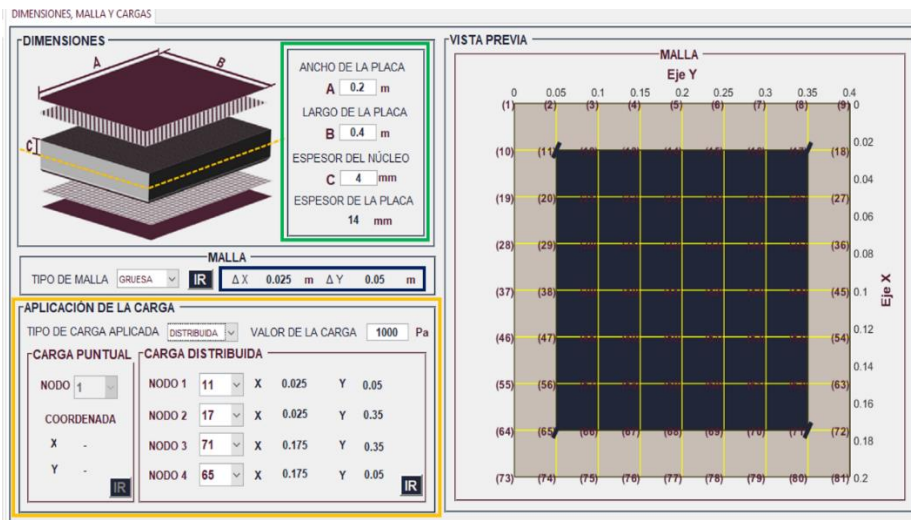 DIMENSIONES, MALLA Y CARGAS
DIMENSIONES
A
B
C
ANCHO DE LA PLACA
A 0.2 m
LARGO DE LA PLACA
B 0.4 m
ESPESOR DEL NÚCLEO
C 4 mm
ESPESOR DE LA PLACA
14 mm
MALLA
TIPO DE MALLA GRUESA IR Δ X 0.025 m Δ Y 0.05 m
APLICACIÓN DE LA CARGA
TIPO DE CARGA APLICADA DISTRIBUIDA VALOR DE LA CARGA 1000 Pa
CARGA PUNTUAL
NODO 1
COORDENADA
X -
Y -
IR
CARGA DISTRIBUIDA
NODO 1 11 X 0.025 Y 0.05
NODO 2 17 X 0.025 Y 0.35
NODO 3 71 X 0.175 Y 0.35
NODO 4 65 X 0.175 Y 0.05
IR
VISTA PREVIA
MALLA
Eje Y
0 0.05 0.1 0.15 0.2 0.25 0.3 0.35 0.4
(1) (2) (3) (4) (5) (6) (7) (8) (9) 0
0.02
(10) (11) (18)
0.04
(19) (20) (27)
0.06
(28) (29) (36)
0.08
(37) (38) (45) 0.1
Eje X
0.12
(46) (47) (54)
0.14
(55) (56) (63)
0.16
(64) (65) (66) (67) (68) (69) (70) (71) (72)
0.18
(73) (74) (75) (76) (77) (78) (79) (80) (81) 0.2